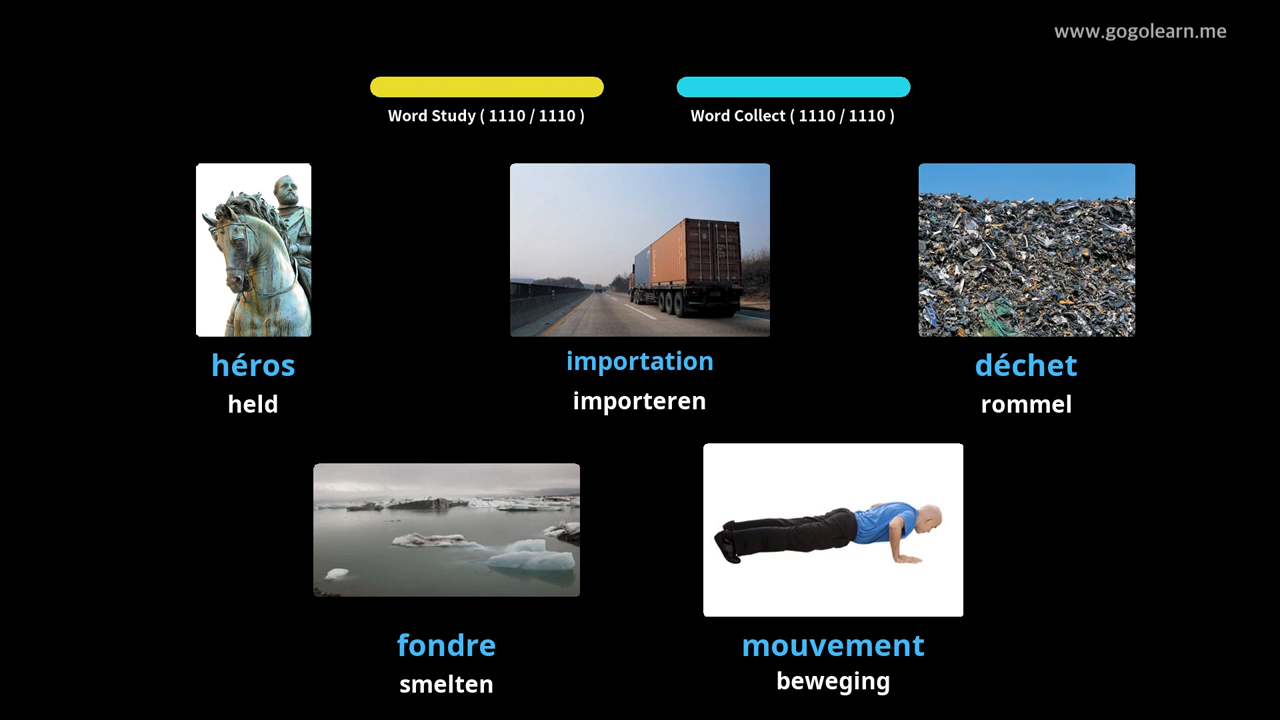 www.gogolearn.me
Word Study ( 1110 / 1110 )
Word Collect ( 1110 / 1110 )
héros
importation
déchet
held
importeren
rommel
fondre
mouvement
smelten
beweging